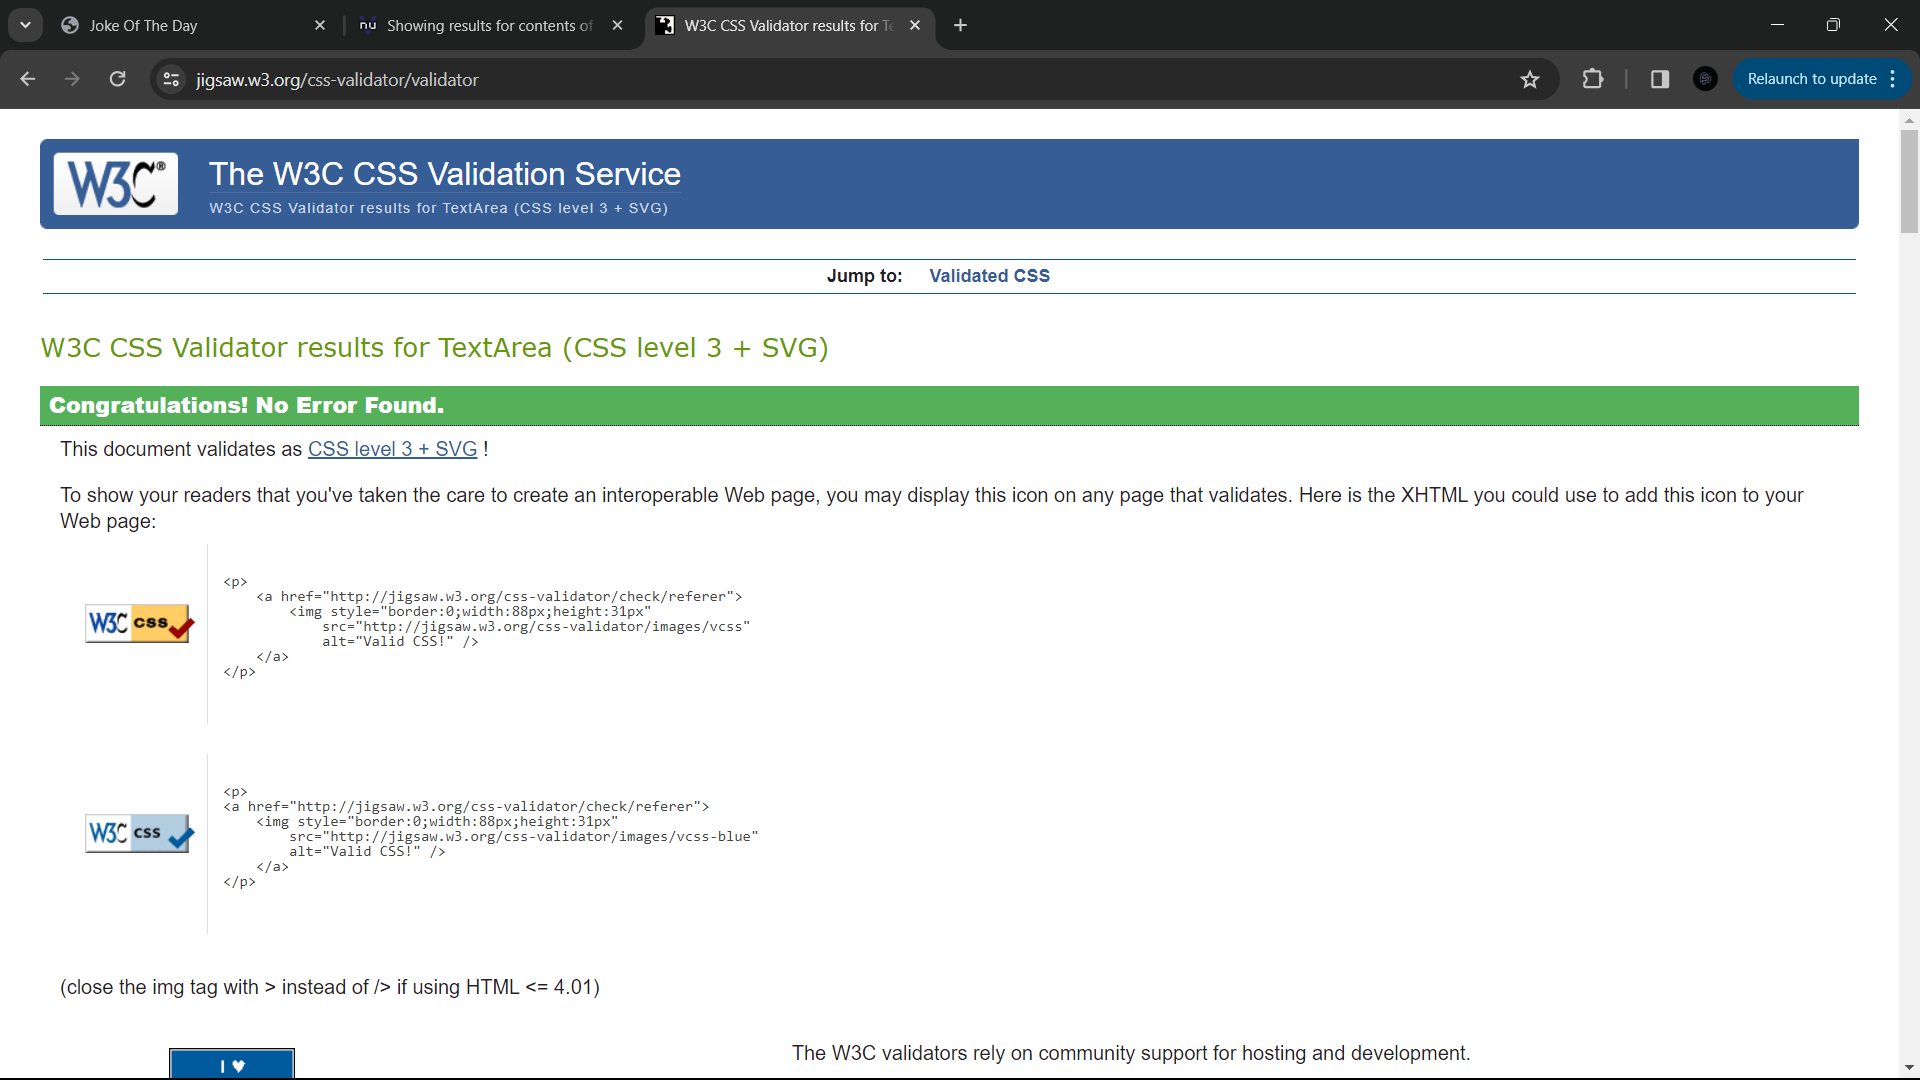 Joke Of The Day
nu Showing results for contents of
W3C CSS Validator results for Te
jigsaw.w3.org/css-validator/validator
Relaunch to update
W3C®
The W3C CSS Validation Service
W3C CSS Validator results for TextArea (CSS level 3 + SVG)
Jump to: Validated CSS
W3C CSS Validator results for TextArea (CSS level 3 + SVG)
Congratulations! No Error Found.
This document validates as CSS level 3 + SVG !
To show your readers that you've taken the care to create an interoperable Web page, you may display this icon on any page that validates. Here is the XHTML you could use to add this icon to your
Web page:
W3C css
<p>
<a href="http://jigsaw.w3.org/css-validator/check/referer">
<img style="border:0;width:88px;height:31px"
src="http://jigsaw.w3.org/css-validator/images/vcss"
alt="Valid CSS!" />
</a>
</p>
W3C css
<p>
<a href="http://jigsaw.w3.org/css-validator/check/referer">
<img style="border:0;width:88px;height:31px"
src="http://jigsaw.w3.org/css-validator/images/vcss-blue"
alt="Valid CSS!" />
</a>
</p>
(close the img tag with > instead of /> if using HTML <= 4.01)
I ♥
The W3C validators rely on community support for hosting and development.